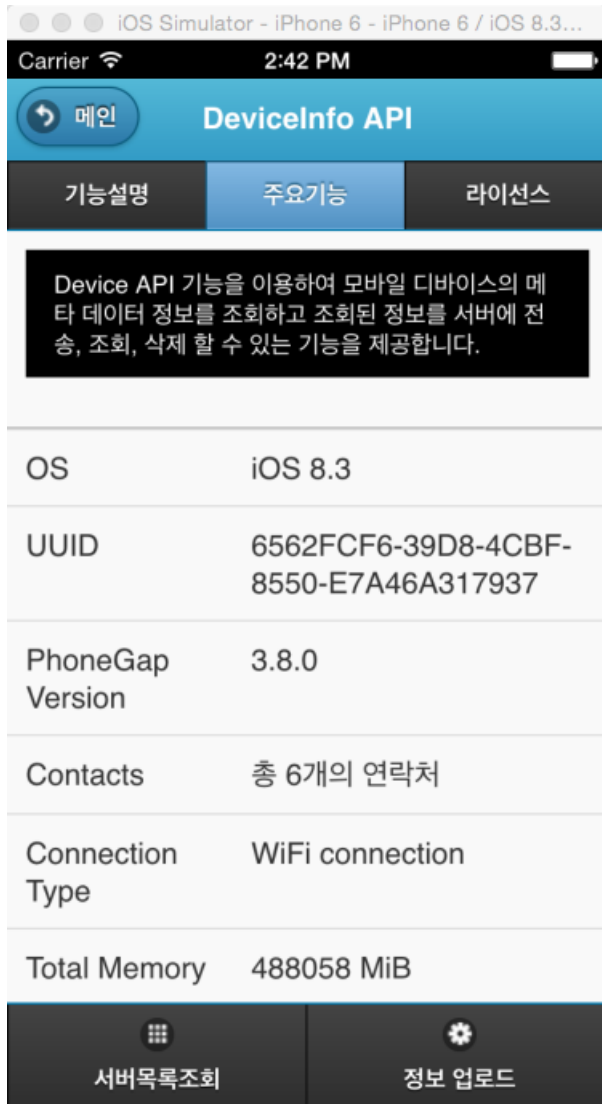 iOS Simulator - iPhone 6 - iPhone 6 / iOS 8.3...
Carrier 2:42 PM
메인 DeviceInfo API
기능설명 주요기능 라이선스
Device API 기능을 이용하여 모바일 디바이스의 메
타 데이터 정보를 조회하고 조회된 정보를 서버에 전
송, 조회, 삭제 할 수 있는 기능을 제공합니다.
OS iOS 8.3
UUID 6562FCF6-39D8-4CBF-
8550-E7A46A317937
PhoneGap 3.8.0
Version
Contacts 총 6개의 연락처
Connection WiFi connection
Type
Total Memory 488058 MiB
서버목록조회 정보 업로드